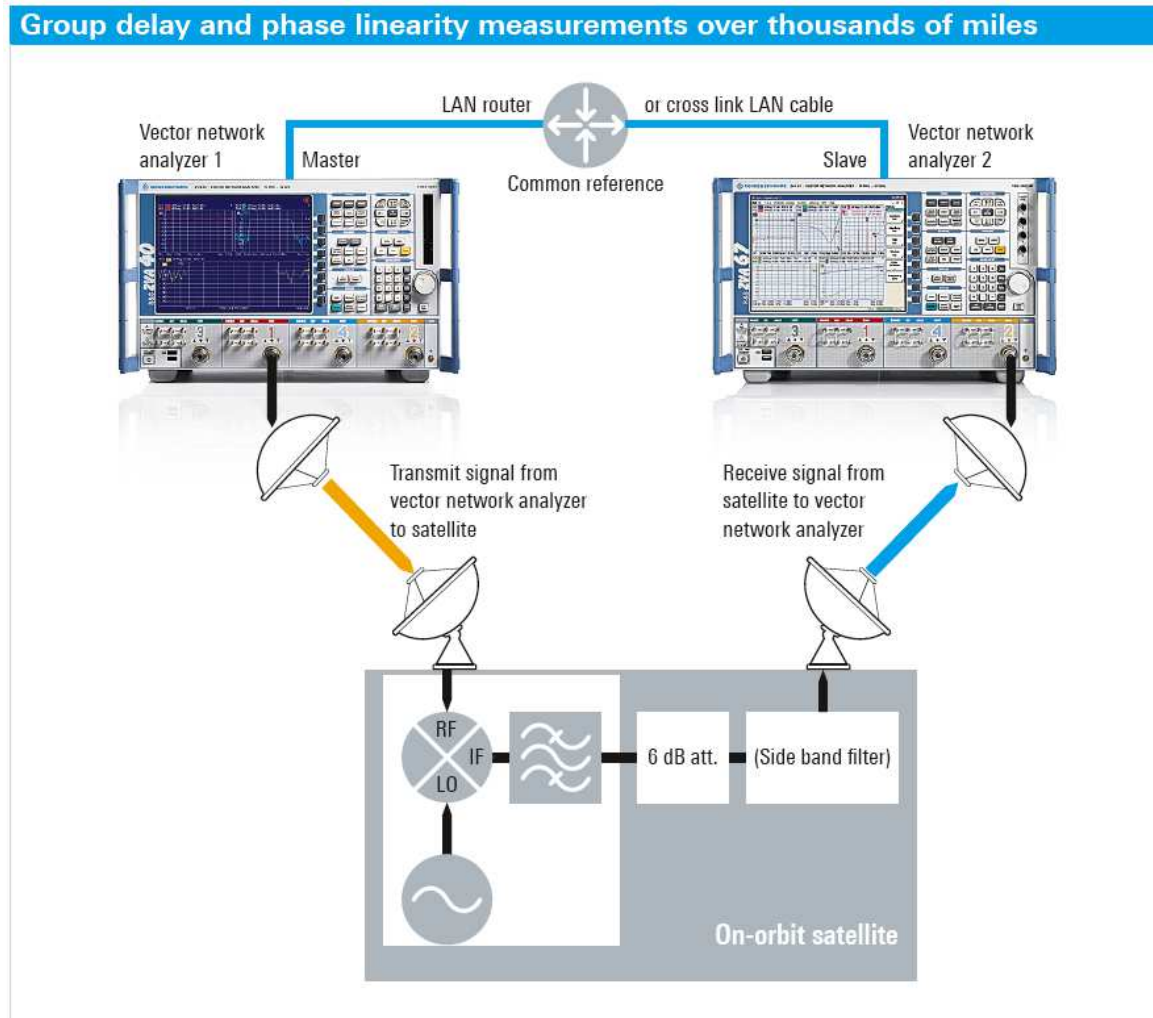 Group delay and phase linearity measurements over thousands of miles
LAN router
or cross link LAN cable
Vector network
analyzer 1
Master
Common reference
Slave
Vector network
analyzer 2
ZVA 40
ZVA 67
3
1
4
2
3
1
4
2
Transmit signal from
vector network analyzer
to satellite
Receive signal from
satellite to vector
network analyzer
RF
IF
LO
6 dB att.
(Side band filter)
On-orbit satellite